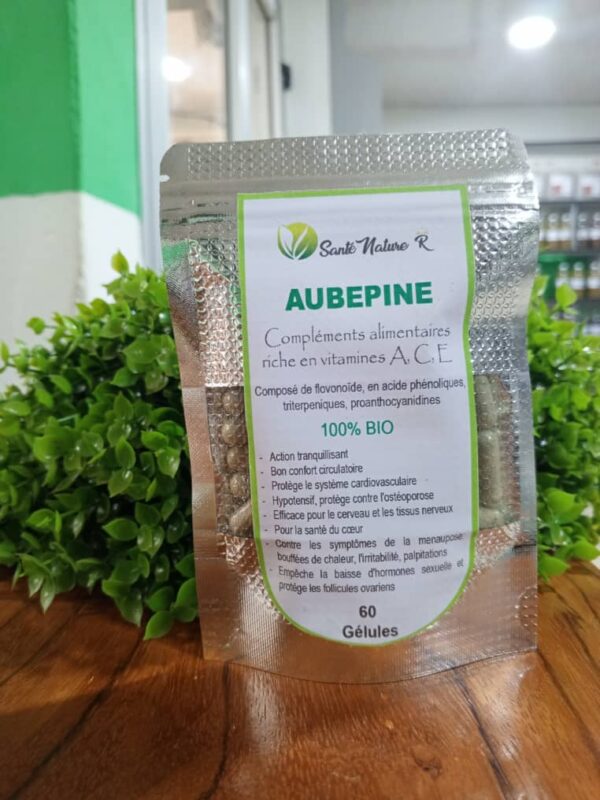 Santé Nature R
AUBEPINE
Compléments alimentaires
riche en vitamines A, C, E
Composé de flovonoïde, en acide phénoliques,
triterpeniques, proanthocyanidines
100% BIO
- Action tranquillisant
- Bon confort circulatoire
- Protège le système cardiovasculaire
- Hypotensif, protège contre l'ostéoporose
- Efficace pour le cerveau et les tissus nerveux
- Pour la santé du cœur
- Contre les symptômes de la menaupose:
bouffées de chaleur, l'irritabilité, palpitations
- Empêche la baisse d'hormones sexuelle et
protège les follicules ovariens
60
Gélules